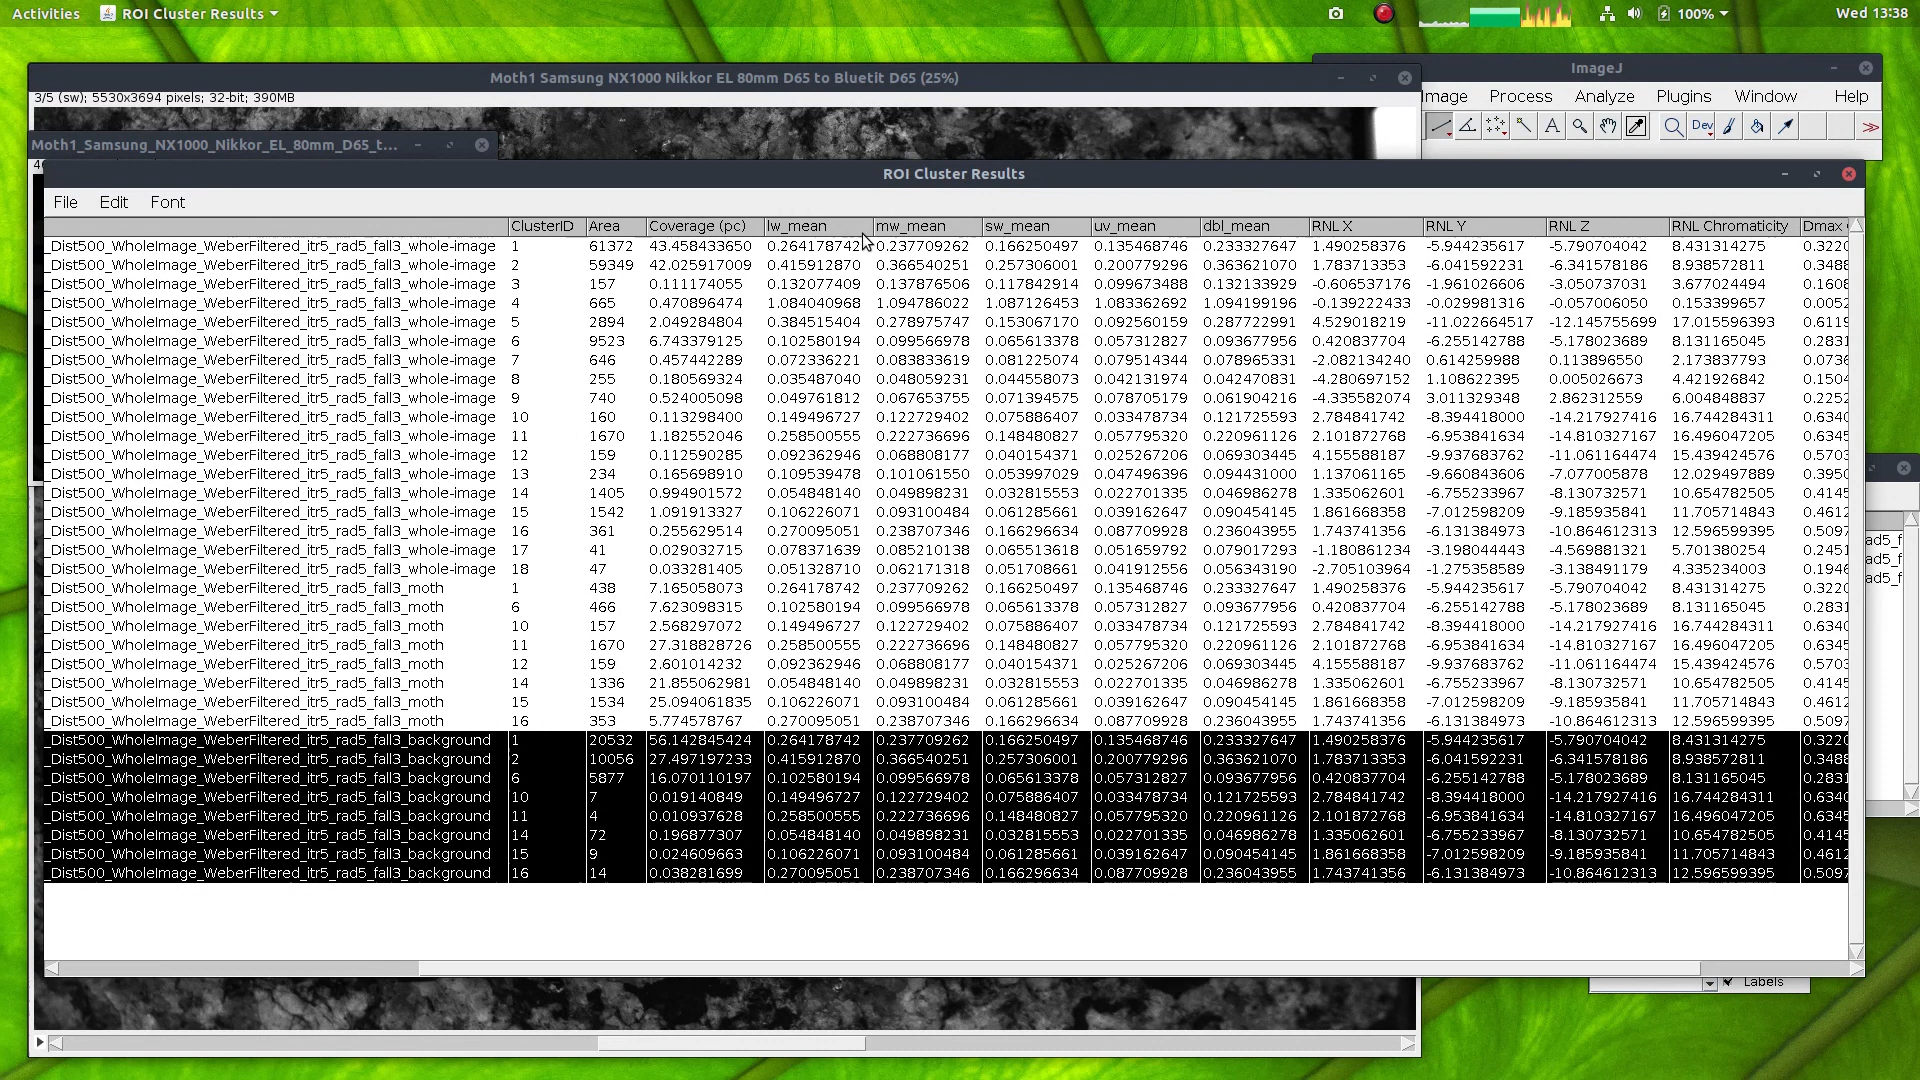 Activities ROI Cluster Results 100% Wed 13:38
Moth1 Samsung NX1000 Nikkor EL 80mm D65 to Bluetit D65 (25%)
ImageJ
3/5 (sw); 5530x3694 pixels; 32-bit; 390MB
Image Process Analyze Plugins Window Help
Dev
Moth1_Samsung_NX1000_Nikkor_EL_80mm_D65_t...
ROI Cluster Results
File Edit Font
ClusterID Area Coverage (pc) lw_mean mw_mean sw_mean uv_mean dbl_mean RNL X RNL Y RNL Z RNL Chromaticity Dmax
_Dist500_WholeImage_WeberFiltered_itr5_rad5_fall3_whole-image 1 61372 43.458433650 0.264178742 0.237709262 0.166250497 0.135468746 0.233327647 1.490258376 -5.944235617 -5.790704042 8.431314275 0.3220
_Dist500_WholeImage_WeberFiltered_itr5_rad5_fall3_whole-image 2 59349 42.025917009 0.415912870 0.366540251 0.257306001 0.200779296 0.363621070 1.783713353 -6.041592231 -6.341578186 8.938572811 0.3488
_Dist500_WholeImage_WeberFiltered_itr5_rad5_fall3_whole-image 3 157 0.111174055 0.132077409 0.137876506 0.117842914 0.099673488 0.132133929 -0.606537176 -1.961026606 -3.050737031 3.677024494 0.1608
_Dist500_WholeImage_WeberFiltered_itr5_rad5_fall3_whole-image 4 665 0.470896474 1.084040968 1.094786022 1.087126453 1.083362692 1.094199196 -0.139222433 -0.029981316 -0.057006050 0.153399657 0.0052
_Dist500_WholeImage_WeberFiltered_itr5_rad5_fall3_whole-image 5 2894 2.049284804 0.384515404 0.278975747 0.153067170 0.092560159 0.287722991 4.529018219 -11.022664517 -12.145755699 17.015596393 0.6119
_Dist500_WholeImage_WeberFiltered_itr5_rad5_fall3_whole-image 6 9523 6.743379125 0.102580194 0.099566978 0.065613378 0.057312827 0.093677956 0.420837704 -6.255142788 -5.178023689 8.131165045 0.2831
_Dist500_WholeImage_WeberFiltered_itr5_rad5_fall3_whole-image 7 646 0.457442289 0.072336221 0.083833619 0.081225074 0.079514344 0.078965331 -2.082134240 0.614259988 0.113896550 2.173837793 0.0736
_Dist500_WholeImage_WeberFiltered_itr5_rad5_fall3_whole-image 8 255 0.180569324 0.035487040 0.048059231 0.044558073 0.042131974 0.042470831 -4.280697152 1.108622395 0.005026673 4.421926842 0.1504
_Dist500_WholeImage_WeberFiltered_itr5_rad5_fall3_whole-image 9 740 0.524005098 0.049761812 0.067653755 0.071394575 0.078705179 0.061904216 -4.335582074 3.011329348 2.862312559 6.004848837 0.2252
_Dist500_WholeImage_WeberFiltered_itr5_rad5_fall3_whole-image 10 160 0.113298400 0.149496727 0.122729402 0.075886407 0.033478734 0.121725593 2.784841742 -8.394418000 -14.217927416 16.744284311 0.6340
_Dist500_WholeImage_WeberFiltered_itr5_rad5_fall3_whole-image 11 1670 1.182552046 0.258500555 0.222736696 0.148480827 0.057795320 0.220961126 2.101872768 -6.953841634 -14.810327167 16.496047205 0.6345
_Dist500_WholeImage_WeberFiltered_itr5_rad5_fall3_whole-image 12 159 0.112590285 0.092362946 0.068808177 0.040154371 0.025267206 0.069303445 4.155588187 -9.937683762 -11.061164474 15.439424576 0.5703
_Dist500_WholeImage_WeberFiltered_itr5_rad5_fall3_whole-image 13 234 0.165698910 0.109539478 0.101061550 0.053997029 0.047496396 0.094431000 1.137061165 -9.660843606 -7.077005878 12.029497889 0.3950
_Dist500_WholeImage_WeberFiltered_itr5_rad5_fall3_whole-image 14 1405 0.994901572 0.054848140 0.049898231 0.032815553 0.022701335 0.046986278 1.335062601 -6.755233967 -8.130732571 10.654782505 0.4145
_Dist500_WholeImage_WeberFiltered_itr5_rad5_fall3_whole-image 15 1542 1.091913327 0.106226071 0.093100484 0.061285661 0.039162647 0.090454145 1.861668358 -7.012598209 -9.185935841 11.705714843 0.4612
_Dist500_WholeImage_WeberFiltered_itr5_rad5_fall3_whole-image 16 361 0.255629514 0.270095051 0.238707346 0.166296634 0.087709928 0.236043955 1.743741356 -6.131384973 -10.864612313 12.596599395 0.5097
_Dist500_WholeImage_WeberFiltered_itr5_rad5_fall3_whole-image 17 41 0.029032715 0.078371639 0.085210138 0.065513618 0.051659792 0.079017293 -1.180861234 -3.198044443 -4.569881321 5.701380254 0.2451
_Dist500_WholeImage_WeberFiltered_itr5_rad5_fall3_whole-image 18 47 0.033281405 0.051328710 0.062171318 0.051708661 0.041912556 0.056343190 -2.705103964 -1.275358589 -3.138491179 4.335234003 0.1946
_Dist500_WholeImage_WeberFiltered_itr5_rad5_fall3_moth 1 438 7.165058073 0.264178742 0.237709262 0.166250497 0.135468746 0.233327647 1.490258376 -5.944235617 -5.790704042 8.431314275 0.3220
_Dist500_WholeImage_WeberFiltered_itr5_rad5_fall3_moth 6 466 7.623098315 0.102580194 0.099566978 0.065613378 0.057312827 0.093677956 0.420837704 -6.255142788 -5.178023689 8.131165045 0.2831
_Dist500_WholeImage_WeberFiltered_itr5_rad5_fall3_moth 10 157 2.568297072 0.149496727 0.122729402 0.075886407 0.033478734 0.121725593 2.784841742 -8.394418000 -14.217927416 16.744284311 0.6340
_Dist500_WholeImage_WeberFiltered_itr5_rad5_fall3_moth 11 1670 27.318828726 0.258500555 0.222736696 0.148480827 0.057795320 0.220961126 2.101872768 -6.953841634 -14.810327167 16.496047205 0.6345
_Dist500_WholeImage_WeberFiltered_itr5_rad5_fall3_moth 12 159 2.601014232 0.092362946 0.068808177 0.040154371 0.025267206 0.069303445 4.155588187 -9.937683762 -11.061164474 15.439424576 0.5703
_Dist500_WholeImage_WeberFiltered_itr5_rad5_fall3_moth 14 1336 21.855062981 0.054848140 0.049898231 0.032815553 0.022701335 0.046986278 1.335062601 -6.755233967 -8.130732571 10.654782505 0.4145
_Dist500_WholeImage_WeberFiltered_itr5_rad5_fall3_moth 15 1534 25.094061835 0.106226071 0.093100484 0.061285661 0.039162647 0.090454145 1.861668358 -7.012598209 -9.185935841 11.705714843 0.4612
_Dist500_WholeImage_WeberFiltered_itr5_rad5_fall3_moth 16 353 5.774578767 0.270095051 0.238707346 0.166296634 0.087709928 0.236043955 1.743741356 -6.131384973 -10.864612313 12.596599395 0.5097
_Dist500_WholeImage_WeberFiltered_itr5_rad5_fall3_background 1 20532 56.142845424 0.264178742 0.237709262 0.166250497 0.135468746 0.233327647 1.490258376 -5.944235617 -5.790704042 8.431314275 0.3220
_Dist500_WholeImage_WeberFiltered_itr5_rad5_fall3_background 2 10056 27.497197233 0.415912870 0.366540251 0.257306001 0.200779296 0.363621070 1.783713353 -6.041592231 -6.341578186 8.938572811 0.3488
_Dist500_WholeImage_WeberFiltered_itr5_rad5_fall3_background 6 5877 16.070110197 0.102580194 0.099566978 0.065613378 0.057312827 0.093677956 0.420837704 -6.255142788 -5.178023689 8.131165045 0.2831
_Dist500_WholeImage_WeberFiltered_itr5_rad5_fall3_background 10 7 0.019140849 0.149496727 0.122729402 0.075886407 0.033478734 0.121725593 2.784841742 -8.394418000 -14.217927416 16.744284311 0.6340
_Dist500_WholeImage_WeberFiltered_itr5_rad5_fall3_background 11 4 0.010937628 0.258500555 0.222736696 0.148480827 0.057795320 0.220961126 2.101872768 -6.953841634 -14.810327167 16.496047205 0.6345
_Dist500_WholeImage_WeberFiltered_itr5_rad5_fall3_background 14 72 0.196877307 0.054848140 0.049898231 0.032815553 0.022701335 0.046986278 1.335062601 -6.755233967 -8.130732571 10.654782505 0.4145
_Dist500_WholeImage_WeberFiltered_itr5_rad5_fall3_background 15 9 0.024609663 0.106226071 0.093100484 0.061285661 0.039162647 0.090454145 1.861668358 -7.012598209 -9.185935841 11.705714843 0.4612
_Dist500_WholeImage_WeberFiltered_itr5_rad5_fall3_background 16 14 0.038281699 0.270095051 0.238707346 0.166296634 0.087709928 0.236043955 1.743741356 -6.131384973 -10.864612313 12.596599395 0.5097
ad5_f
ad5_f
ad5_f
Labels